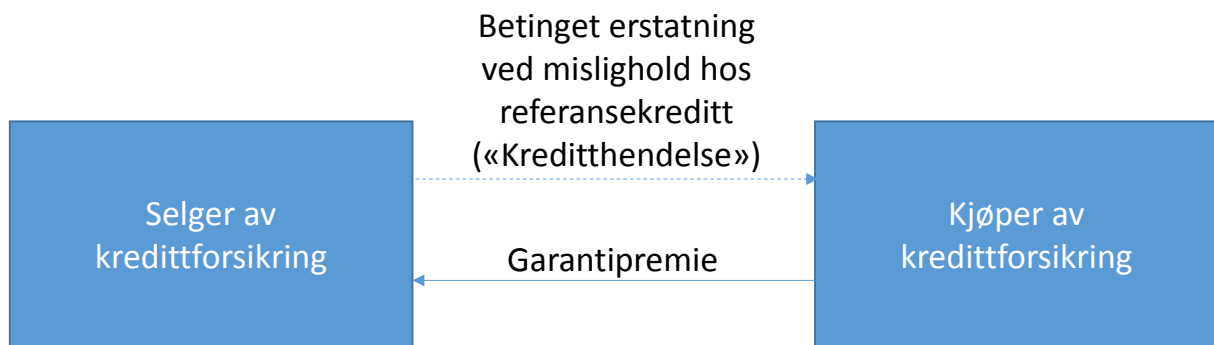 Betinget erstatning
ved mislighold hos
referansekreditt
(«Kreditthendelse»)
Selger av
kredittforsikring
Garantipremie
Kjøper av
kredittforsikring